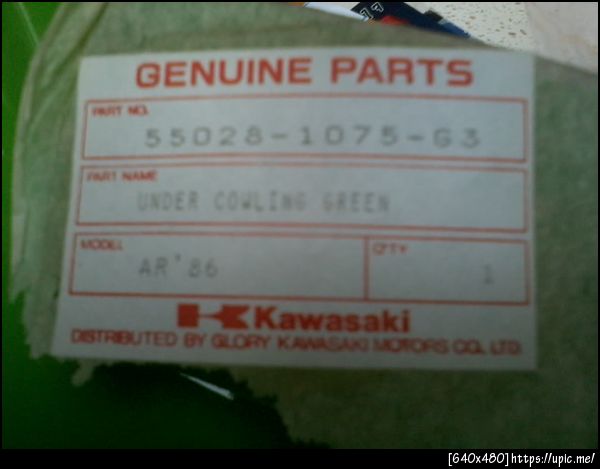 GENUINE PARTS
PART NO.
55028-1075-G3
PART NAME
UNDER COWLING GREEN
MODEL
AR'86
Q'TY
1
Kawasaki
DISTRIBUTED BY GLORY KAWASAKI MOTORS CO., LTD.
[640x480]https://upic.me/